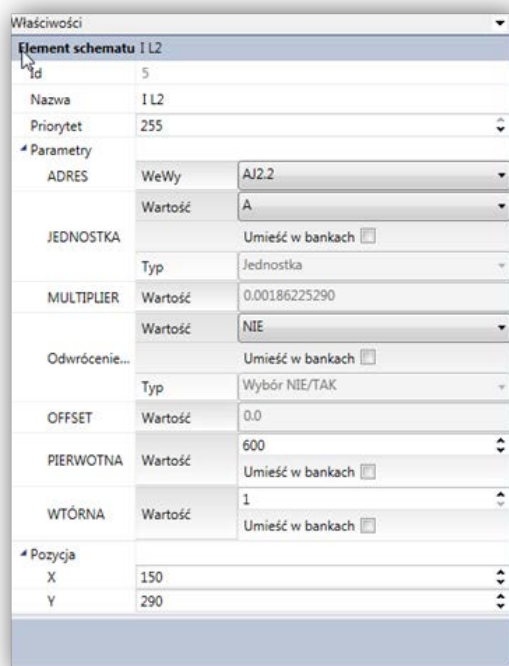 Właściwości
Element schematu I L2
Id 5
Nazwa I L2
Priorytet 255
Parametry
ADRES WeWy AJ2.2
Wartość A
JEDNOSTKA Umieść w bankach
Typ Jednostka
MULTIPLIER Wartość 0.00186225290
Wartość NIE
Odwrócenie... Umieść w bankach
Typ Wybór NIE/TAK
OFFSET Wartość 0.0
PIERWOTNA Wartość 600
Umieść w bankach
WTÓRNA Wartość 1
Umieść w bankach
Pozycja
X 150
Y 290